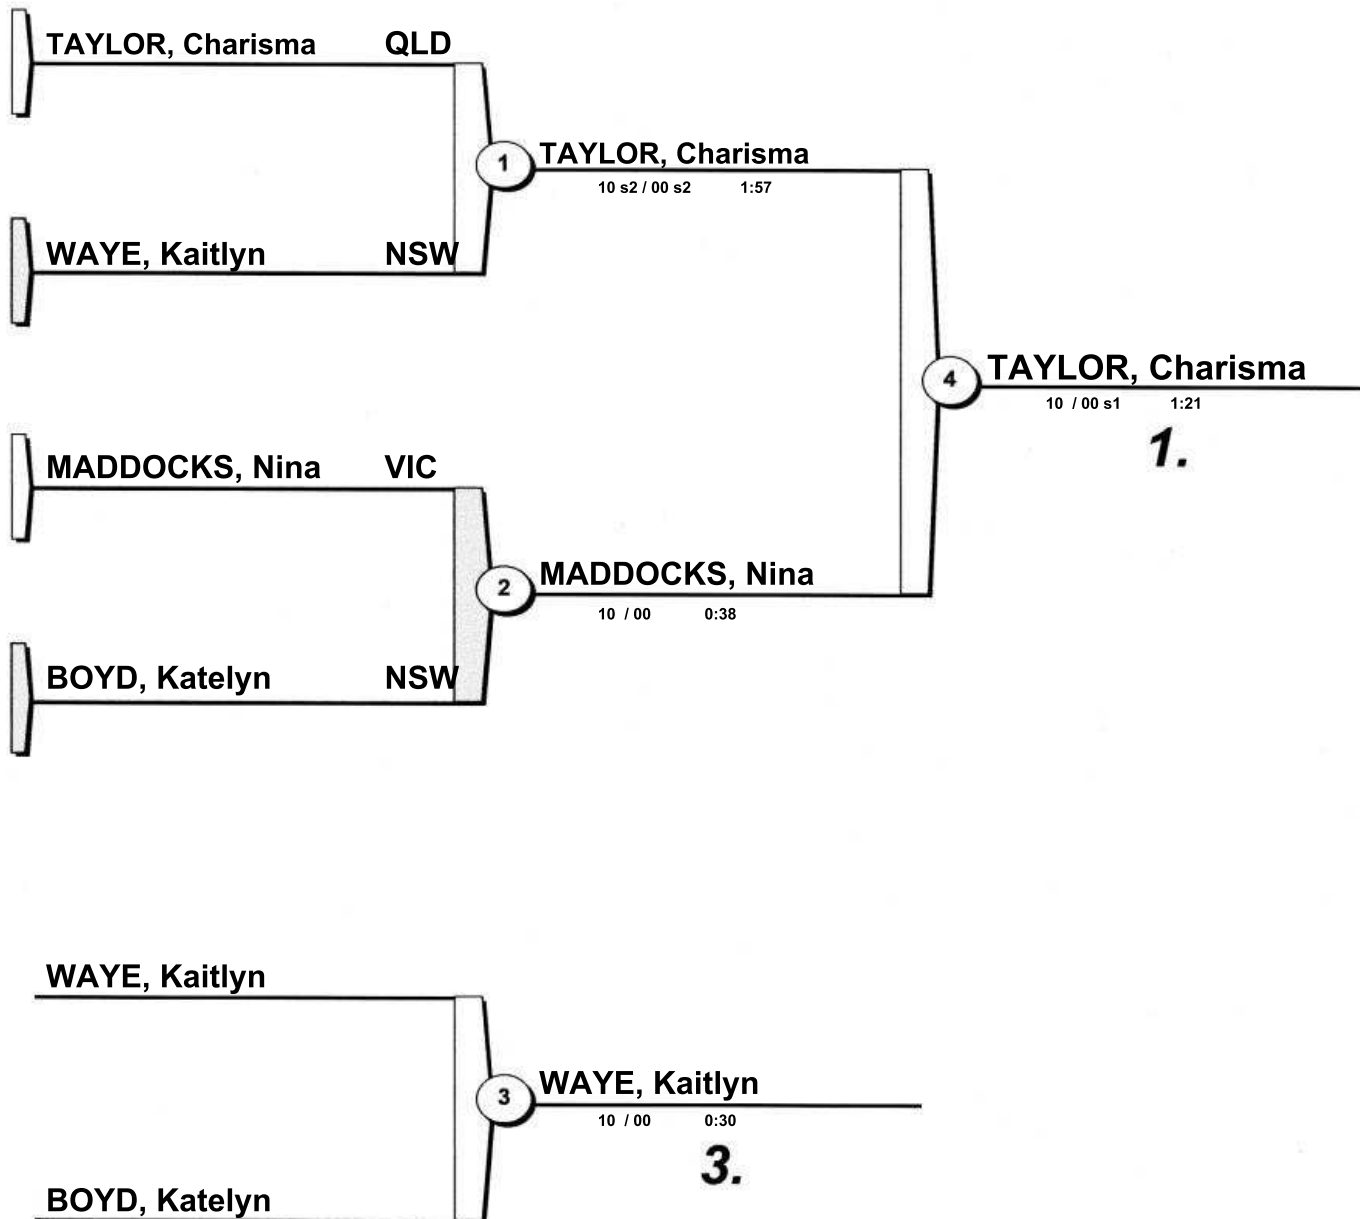 TAYLOR, Charisma QLD
1 TAYLOR, Charisma
10 s2 / 00 s2 1:57
WAYE, Kaitlyn NSW
4 TAYLOR, Charisma
10 / 00 s1 1:21
1.
MADDOCKS, Nina VIC
2 MADDOCKS, Nina
10 / 00 0:38
BOYD, Katelyn NSW
WAYE, Kaitlyn
3 WAYE, Kaitlyn
10 / 00 0:30
3.
BOYD, Katelyn